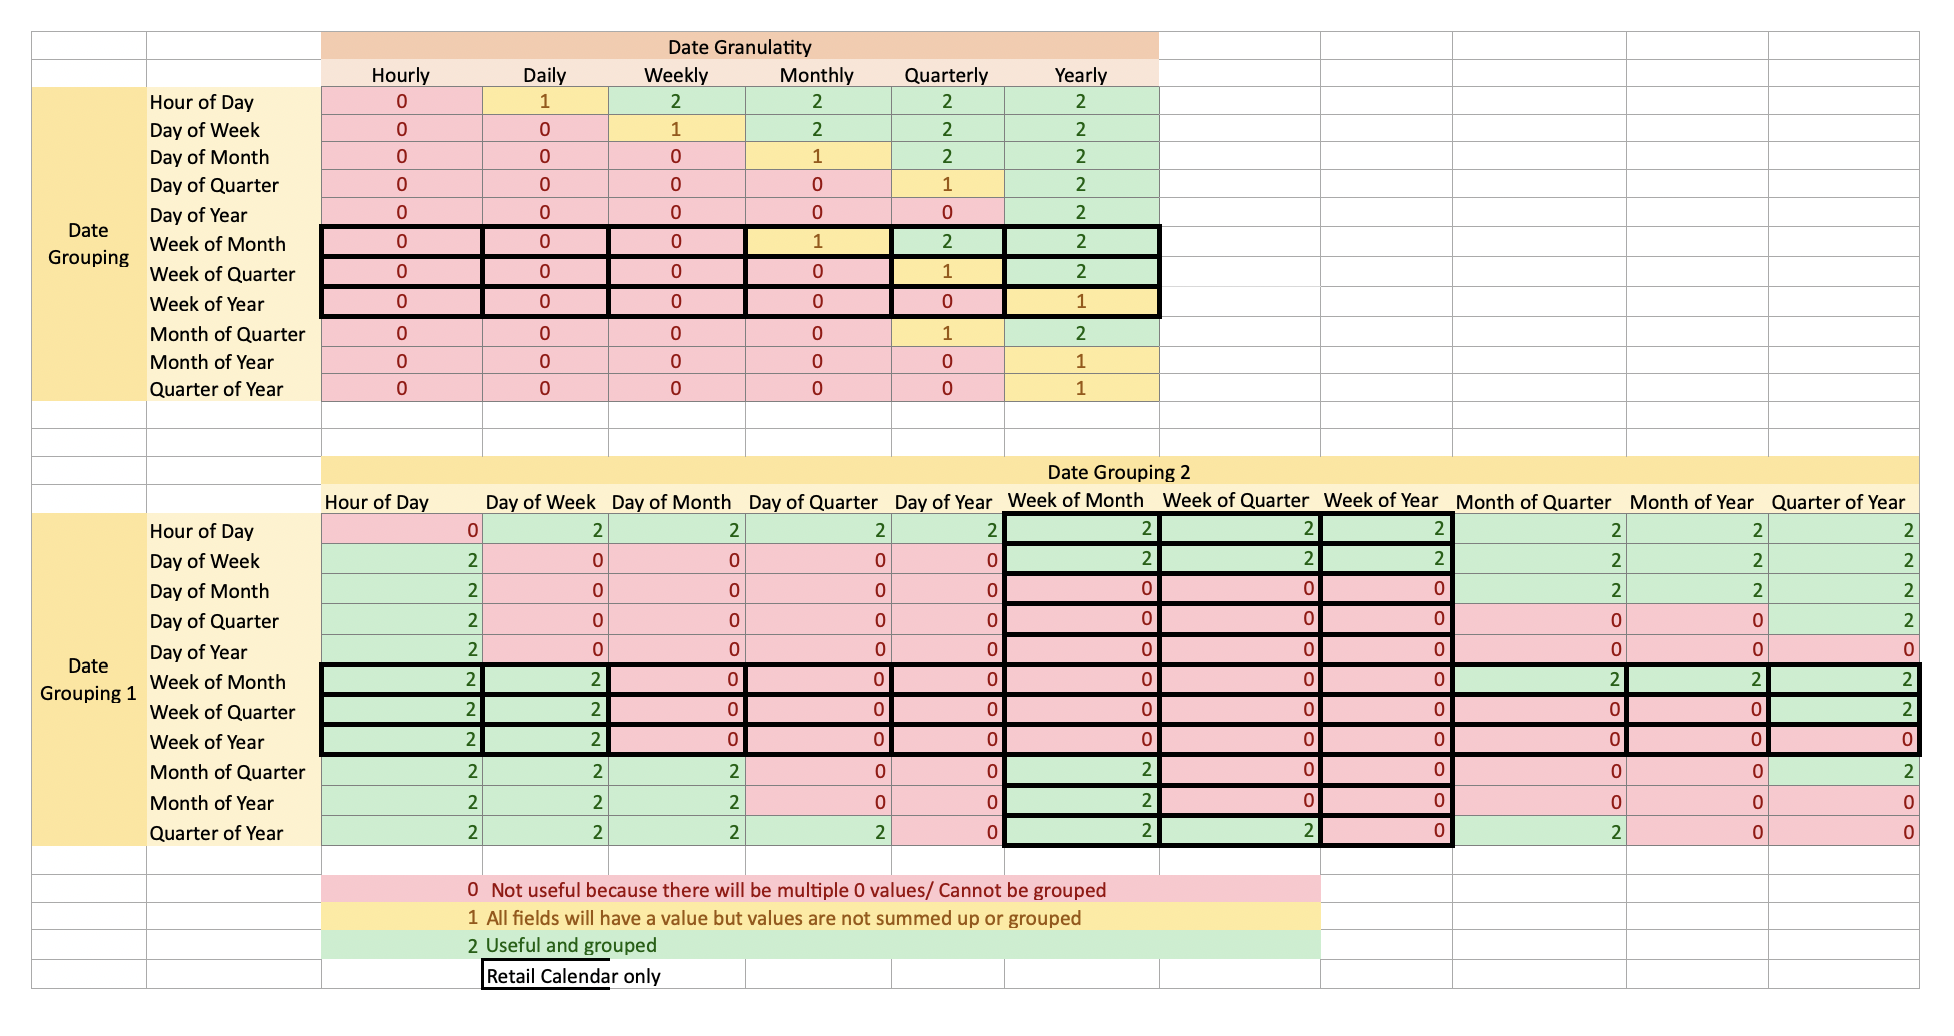 Date Granulatity
Hourly Daily Weekly Monthly Quarterly Yearly
Date Grouping
Hour of Day 0 1 2 2 2 2
Day of Week 0 0 1 2 2 2
Day of Month 0 0 0 1 2 2
Day of Quarter 0 0 0 0 1 2
Day of Year 0 0 0 0 0 2
Week of Month 0 0 0 1 2 2
Week of Quarter 0 0 0 0 1 2
Week of Year 0 0 0 0 0 1
Month of Quarter 0 0 0 0 1 2
Month of Year 0 0 0 0 0 1
Quarter of Year 0 0 0 0 0 1
Date Grouping 2
Hour of Day Day of Week Day of Month Day of Quarter Day of Year Week of Month Week of Quarter Week of Year Month of Quarter Month of Year Quarter of Year
Date Grouping 1
Hour of Day 0 2 2 2 2 2 2 2 2 2 2
Day of Week 2 0 0 0 0 2 2 2 2 2 2
Day of Month 2 0 0 0 0 0 0 0 2 2 2
Day of Quarter 2 0 0 0 0 0 0 0 0 0 2
Day of Year 2 0 0 0 0 0 0 0 0 0 0
Week of Month 2 2 0 0 0 0 0 0 2 2 2
Week of Quarter 2 2 0 0 0 0 0 0 0 0 2
Week of Year 2 2 0 0 0 0 0 0 0 0 0
Month of Quarter 2 2 2 0 0 2 0 0 0 0 2
Month of Year 2 2 2 0 0 2 0 0 0 0 0
Quarter of Year 2 2 2 2 0 2 2 0 2 0 0
0 Not useful because there will be multiple 0 values/ Cannot be grouped
1 All fields will have a value but values are not summed up or grouped
2 Useful and grouped
Retail Calendar only